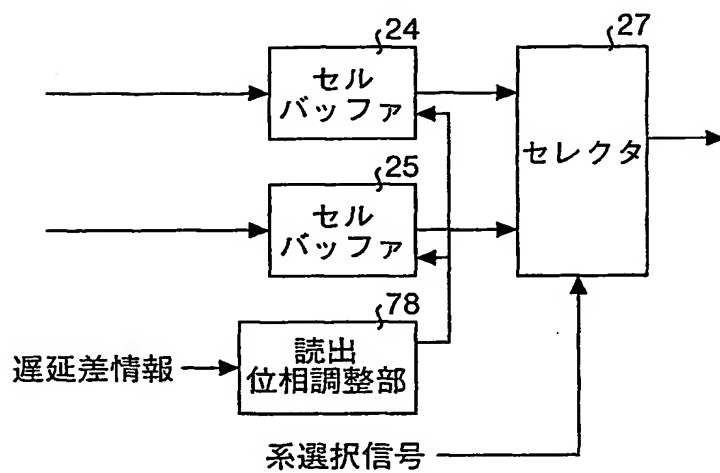 24
セル
バッファ
27
セレクタ
25
セル
バッファ
78
読出
位相調整部
遅延差情報
系選択信号